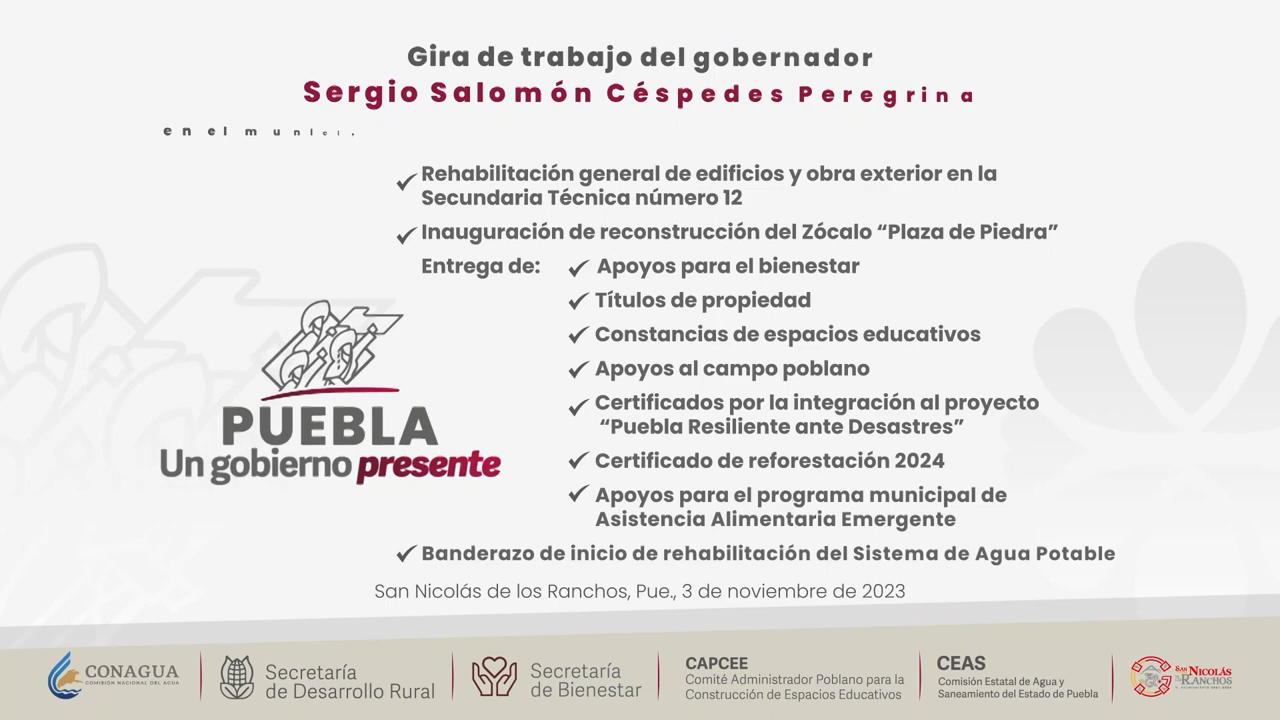 Gira de trabajo del gobernador
Sergio Salomón Céspedes Peregrina
en el
Rehabilitación general de edificios y obra exterior en la
Secundaria Técnica número 12
Inauguración de reconstrucción del Zócalo “Plaza de Piedra”
Entrega de: Apoyos para el bienestar
Títulos de propiedad
Constancias de espacios educativos
Apoyos al campo poblano
Certificados por la integración al proyecto
“Puebla Resiliente ante Desastres”
Certificado de reforestación 2024
Apoyos para el programa municipal de
Asistencia Alimentaria Emergente
Banderazo de inicio de rehabilitación del Sistema de Agua Potable
PUEBLA
Un gobierno presente
San Nicolás de los Ranchos, Pue., 3 de noviembre de 2023
CONAGUA
COMISIÓN NACIONAL DEL AGUA
Secretaría
de Desarrollo Rural
Secretaría
de Bienestar
CAPCEE
Comité Administrador Poblano para la
Construcción de Espacios Educativos
CEAS
Comisión Estatal de Agua y
Saneamiento del Estado de Puebla
SAN NICOLÁS
RANCHOS